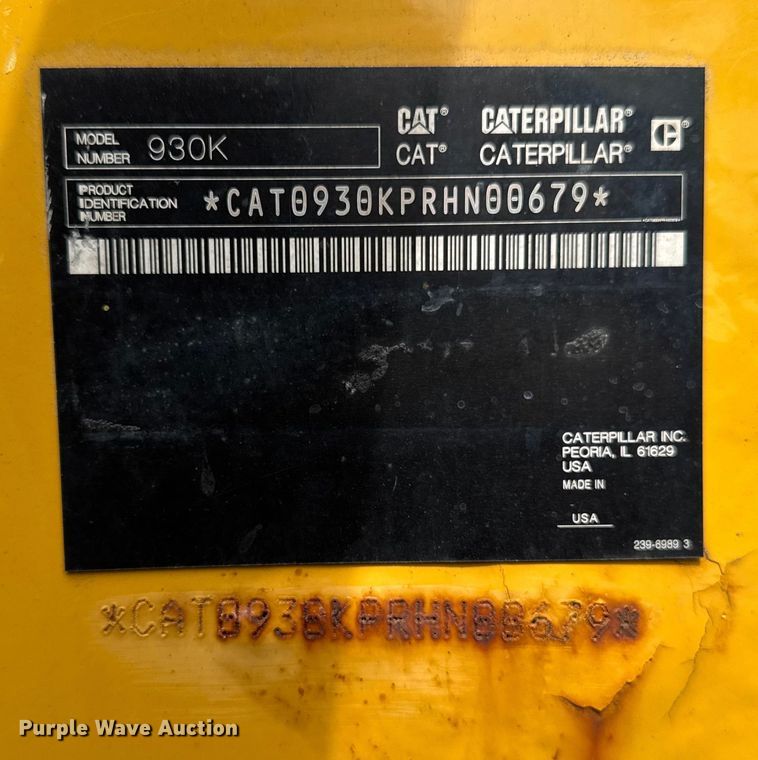 CAT® CATERPILLAR®
MODEL NUMBER 930K
CAT® CATERPILLAR® C®
PRODUCT IDENTIFICATION NUMBER *CAT0930KPRHN00679*
CATERPILLAR INC.
PEORIA, IL 61629
USA
MADE IN
USA
239-6989 3
*CAT0930KPRHN00679*
Purple Wave Auction